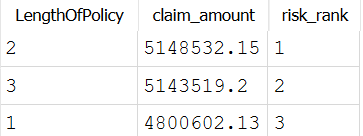 LengthOfPolicy claim_amount risk_rank
2 5148532.15 1
3 5143519.2 2
1 4800602.13 3